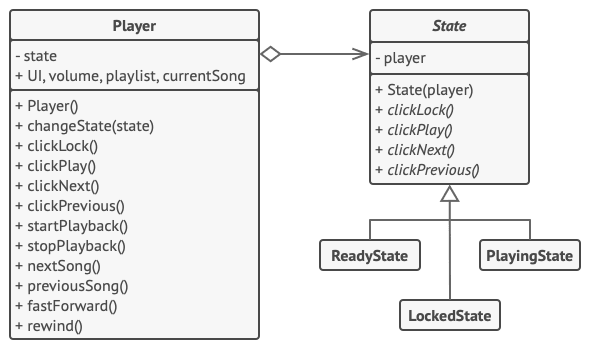 Player
- state
+ UI, volume, playlist, currentSong
+ Player()
+ changeState(state)
+ clickLock()
+ clickPlay()
+ clickNext()
+ clickPrevious()
+ startPlayback()
+ stopPlayback()
+ nextSong()
+ previousSong()
+ fastForward()
+ rewind()
State
- player
+ State(player)
+ clickLock()
+ clickPlay()
+ clickNext()
+ clickPrevious()
ReadyState
PlayingState
LockedState